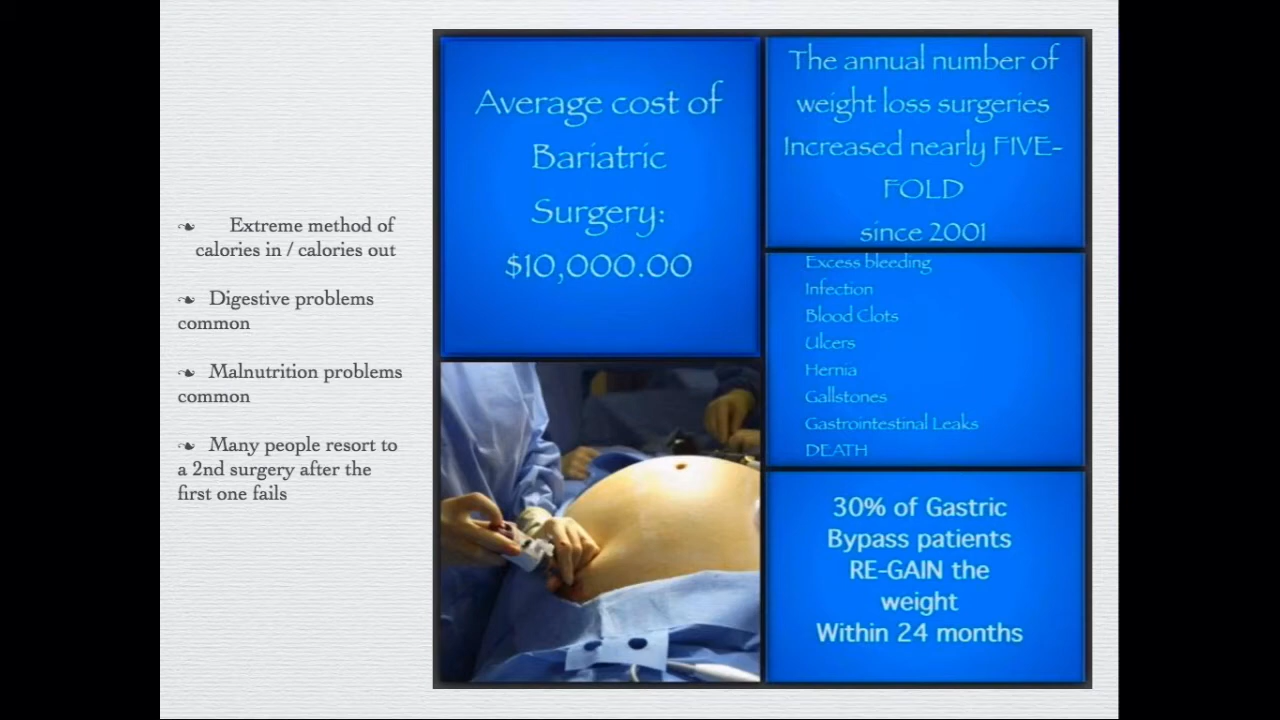 Extreme method of
calories in / calories out
Digestive problems
common
Malnutrition problems
common
Many people resort to
a 2nd surgery after the
first one fails
Average cost of
Bariatric
Surgery:
$10,000.00
The annual number of
weight loss surgeries
Increased nearly FIVE-
FOLD
since 2001
Excess bleeding
Infection
Blood Clots
Ulcers
Hernia
Gallstones
Gastrointestinal Leaks
DEATH
30% of Gastric
Bypass patients
RE-GAIN the
weight
Within 24 months